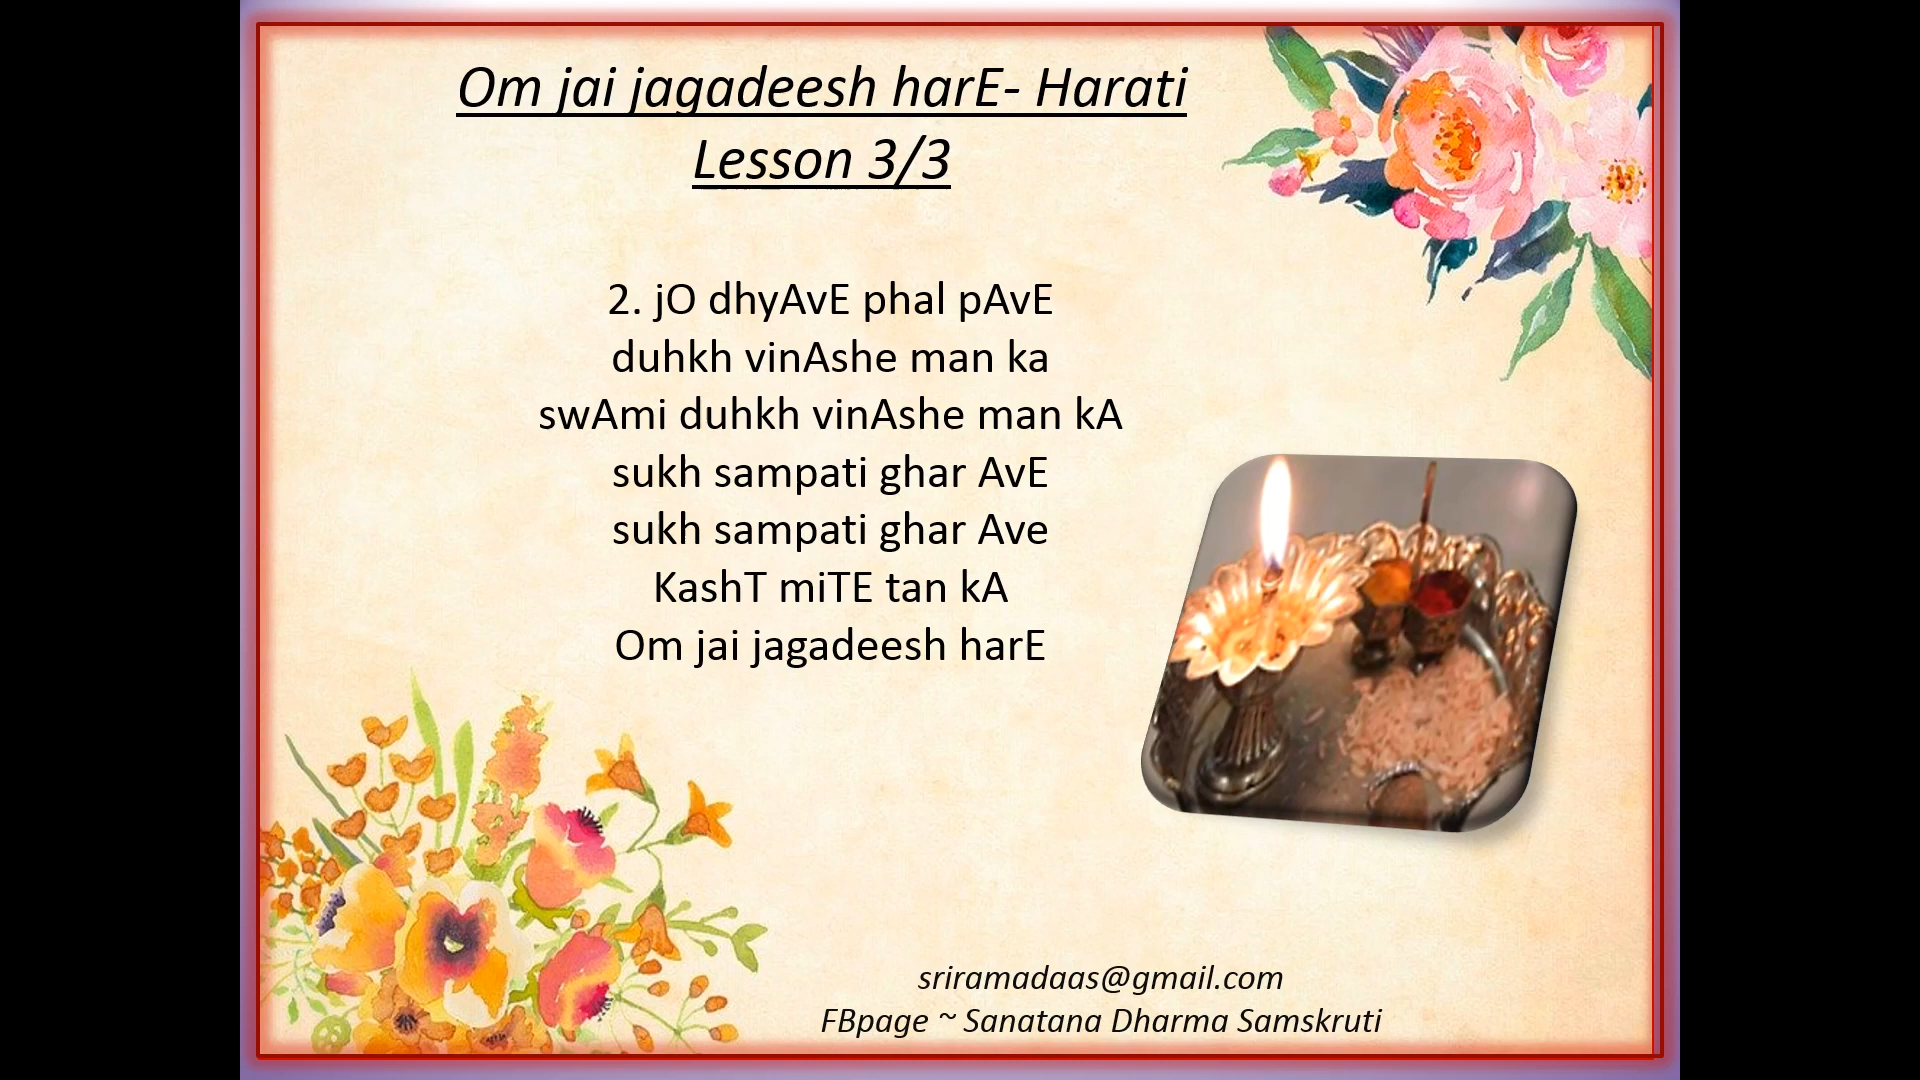 Om jai jagadeesh harE- Harati
Lesson 3/3
2. jO dhyAvE phal pAvE
duhkh vinAshe man ka
swAmi duhkh vinAshe man kA
sukh sampati ghar AvE
sukh sampati ghar Ave
KashT miTE tan kA
Om jai jagadeesh harE
sriramadaas@gmail.com
FBpage ~ Sanatana Dharma Samskruti